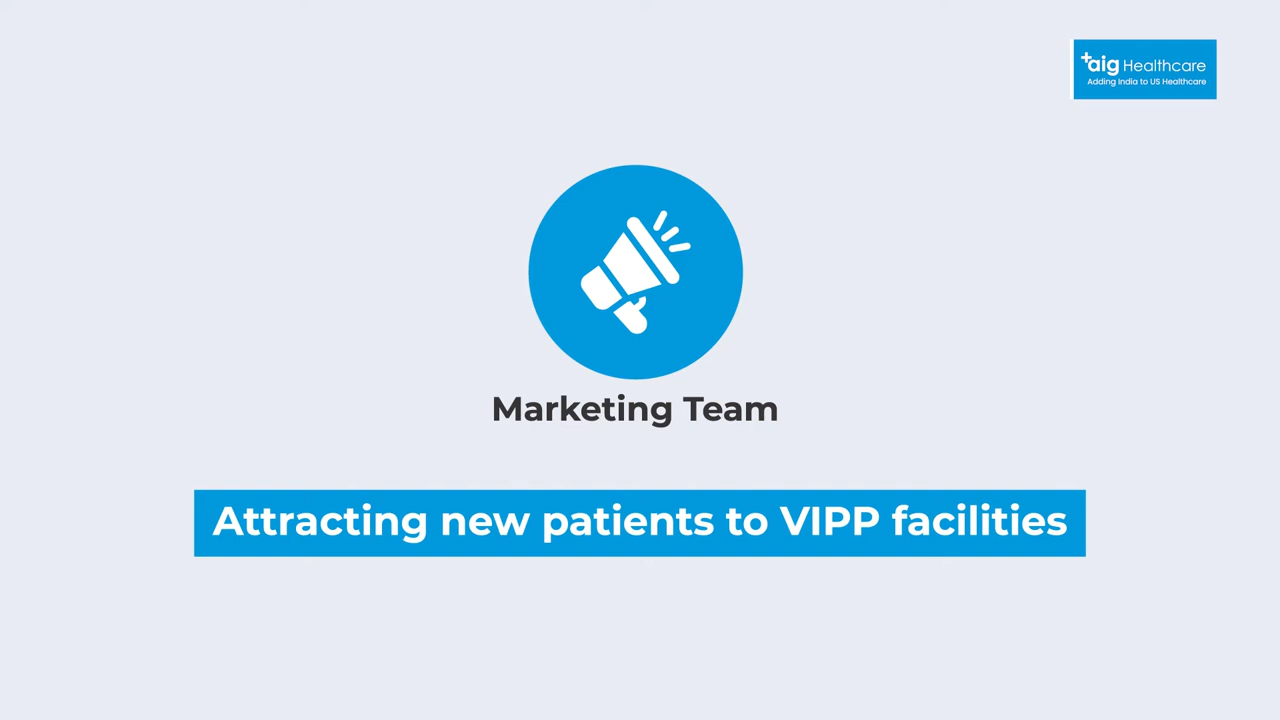 aig Healthcare
Adding India to US Healthcare
Marketing Team
Attracting new patients to VIPP facilities